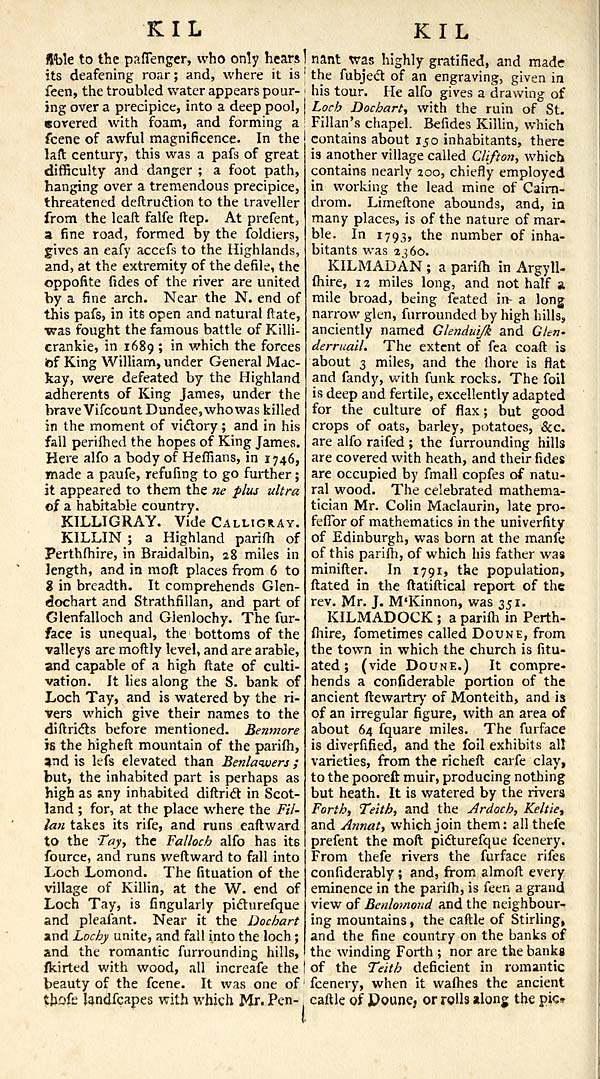 KIL
ſible to the paſſenger, who only hears
its deafening roar; and, where it is
ſeen, the troubled water appears pour-
ing over a precipice, into a deep pool,
covered with foam, and forming a
ſcene of awful magnificence. In the
laſt century, this was a paſs of great
difficulty and danger; a foot path,
hanging over a tremendous precipice,
threatened deſtruction to the traveller
from the leaſt falſe ſtep. At preſent,
a fine road, formed by the ſoldiers,
gives an eaſy acceſs to the Highlands,
and, at the extremity of the defile, the
oppoſite ſides of the river are united
by a fine arch. Near the N. end of
this paſs, in its open and natural ſtate,
was fought the famous battle of Killi-
crankie, in 1689; in which the forces
of King William, under General Mac-
kay, were defeated by the Highland
adherents of King James, under the
brave Viſcount Dundee, who was killed
in the moment of victory; and in his
fall periſhed the hopes of King James.
Here alſo a body of Heſſians, in 1746,
made a pauſe, refuſing to go further;
it appeared to them the ne plus ultra
of a habitable country.
KILLIGRAY. Vide CALLIGRAY.
KILLIN; a Highland pariſh of
Perthſhire, in Braidalbin, 28 miles in
length, and in moſt places from 6 to
8 in breadth. It comprehends Glen-
dochart and Strathfillan, and part of
Glenfalloch and Glenlochy. The ſur-
face is unequal, the bottoms of the
valleys are moſtly level, and are arable,
and capable of a high ſtate of culti-
vation. It lies along the S. bank of
Loch Tay, and is watered by the ri-
vers which give their names to the
diſtricts before mentioned. Benmore
is the higheſt mountain of the pariſh,
and is leſs elevated than Benlawers;
but, the inhabited part is perhaps as
high as any inhabited diſtrict in Scot-
land; for, at the place where the Fil-
lan takes its riſe, and runs eaſtward
to the Tay, the Falloch alſo has its
ſource, and runs weſtward to fall into
Loch Lomond. The ſituation of the
village of Killin, at the W. end of
Loch Tay, is ſingularly pictureſque
and pleaſant. Near it the Dochart
and Lochy unite, and fall into the loch;
and the romantic ſurrounding hills,
ſkirted with wood, all increaſe the
beauty of the ſcene. It was one of
thoſe landſcapes with which Mr. Pen-
KIL
nant was highly gratified, and made
the ſubject of an engraving, given in
his tour. He alſo gives a drawing of
Loch Dochart, with the ruin of St.
Fillan's chapel. Beſides Killin, which
contains about 150 inhabitants, there
is another village called Clifton, which
contains nearly 200, chiefly employed
in working the lead mine of Cairn-
drom. Limeſtone abounds, and, in
many places, is of the nature of mar-
ble. In 1793, the number of inha-
bitants was 2360.
KILMADAN; a pariſh in Argyll-
ſhire, 12 miles long, and not half a
mile broad, being ſeated in a long
narrow glen, ſurrounded by high hills,
anciently named Glenduiſk and Glen-
derruail. The extent of ſea coaſt is
about 3 miles, and the ſhore is flat
and ſandy, with ſunk rocks. The ſoil
is deep and fertile, excellently adapted
for the culture of flax; but good
crops of oats, barley, potatoes, &c.
are alſo raiſed; the ſurrounding hills
are covered with heath, and their ſides
are occupied by ſmall copſes of natu-
ral wood. The celebrated mathema-
tician Mr. Colin Maclaurin, late pro-
feſſor of mathematics in the univerſity
of Edinburgh, was born at the manſe
of this pariſh, of which his father was
miniſter. In 1791, the population,
ſtated in the ſtatiſtical report of the
rev. Mr. J. M'Kinnon, was 351.
KILMADOCK; a pariſh in Perth-
ſhire, ſometimes called DOUNE, from
the town in which the church is ſitu-
ated; (vide DOUNE.) It compre-
hends a conſiderable portion of the
ancient ſtewartry of Monteith, and is
of an irregular figure, with an area of
about 64 ſquare miles. The ſurface
is diverſified, and the ſoil exhibits all
varieties, from the richeſt carſe clay,
to the pooreſt muir, producing nothing
but heath. It is watered by the rivers
Forth, Teith, and the Ardoch, Keltie,
and Annat, which join them: all theſe
preſent the moſt pictureſque ſcenery.
From theſe rivers the ſurface riſes
conſiderably; and, from almoſt every
eminence in the pariſh, is ſeen a grand
view of Benlomond and the neighbour-
ing mountains, the caſtle of Stirling,
and the fine country on the banks of
the winding Forth; nor are the banks
of the Teith deficient in romantic
ſcenery, when it waſhes the ancient
caſtle of Doune, or rolls along the pic-